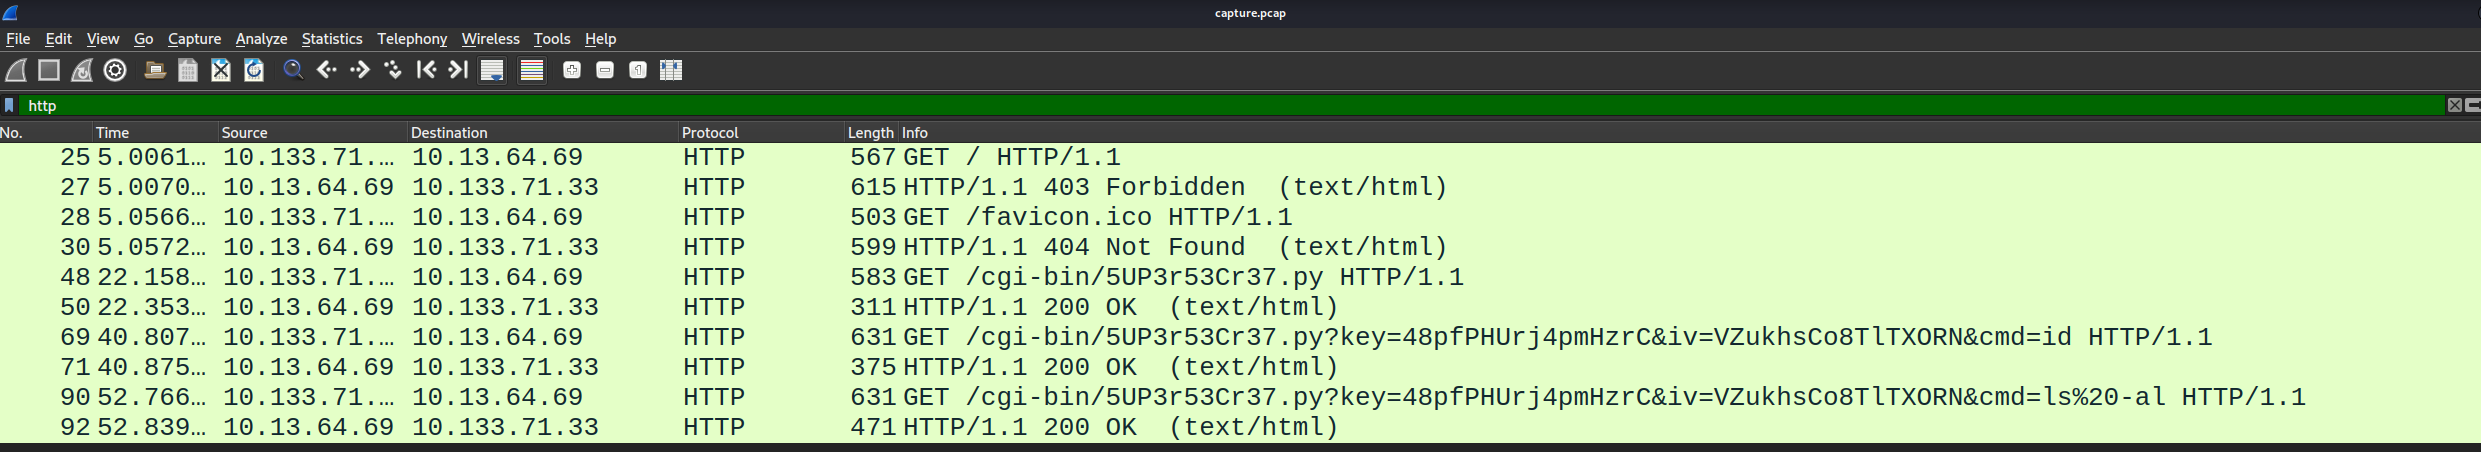 capture.pcap
File Edit View Go Capture Analyze Statistics Telephony Wireless Tools Help
http
No. Time Source Destination Protocol Length Info
25 5.0061… 10.133.71.… 10.13.64.69 HTTP 567 GET / HTTP/1.1
27 5.0070… 10.13.64.69 10.133.71.33 HTTP 615 HTTP/1.1 403 Forbidden (text/html)
28 5.0566… 10.133.71.… 10.13.64.69 HTTP 503 GET /favicon.ico HTTP/1.1
30 5.0572… 10.13.64.69 10.133.71.33 HTTP 599 HTTP/1.1 404 Not Found (text/html)
48 22.158… 10.133.71.… 10.13.64.69 HTTP 583 GET /cgi-bin/5UP3r53Cr37.py HTTP/1.1
50 22.353… 10.13.64.69 10.133.71.33 HTTP 311 HTTP/1.1 200 OK (text/html)
69 40.807… 10.133.71.… 10.13.64.69 HTTP 631 GET /cgi-bin/5UP3r53Cr37.py?key=48pfPHUrj4pmHzrC&iv=VZukhsCo8TlTXORN&cmd=id HTTP/1.1
71 40.875… 10.13.64.69 10.133.71.33 HTTP 375 HTTP/1.1 200 OK (text/html)
90 52.766… 10.133.71.… 10.13.64.69 HTTP 631 GET /cgi-bin/5UP3r53Cr37.py?key=48pfPHUrj4pmHzrC&iv=VZukhsCo8TlTXORN&cmd=ls%20-al HTTP/1.1
92 52.839… 10.13.64.69 10.133.71.33 HTTP 471 HTTP/1.1 200 OK (text/html)